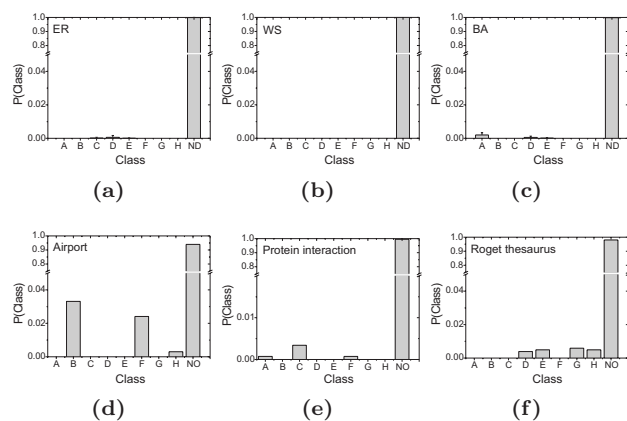 ER
WS
BA
1.0
0.9
0.8
0.04
0.02
0.00
P(Class)
A B C D E F G H ND
Class
1.0
0.9
0.8
0.04
0.02
0.00
P(Class)
A B C D E F G H ND
Class
1.0
0.9
0.8
0.04
0.02
0.00
P(Class)
A B C D E F G H ND
Class
(a)
(b)
(c)
Airport
Protein interaction
Roget thesaurus
1.0
0.9
0.8
0.04
0.02
0.00
P(Class)
A B C D E F G H NO
Class
1.0
0.9
0.8
0.01
0.00
P(Class)
A B C D E F G H NO
Class
1.0
0.9
0.8
0.04
0.02
0.00
P(Class)
A B C D E F G H NO
Class
(d)
(e)
(f)